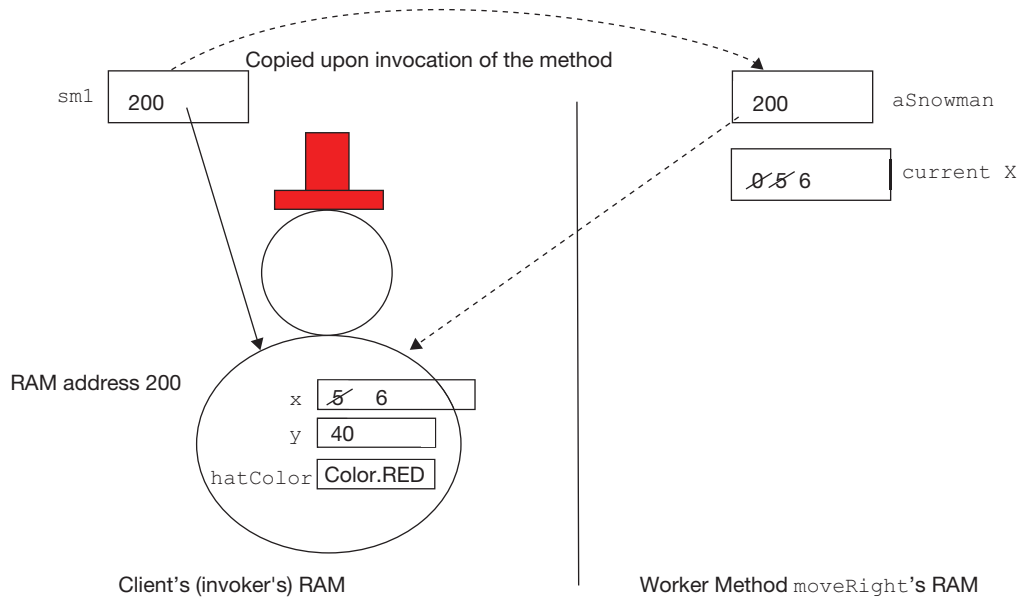 Copied upon invocation of the method
sm1
200
200
aSnowman
0 5 6
current X
RAM address 200
x
5 6
y
40
hatColor
Color.RED
Client's (invoker's) RAM
Worker Method moveRight's RAM